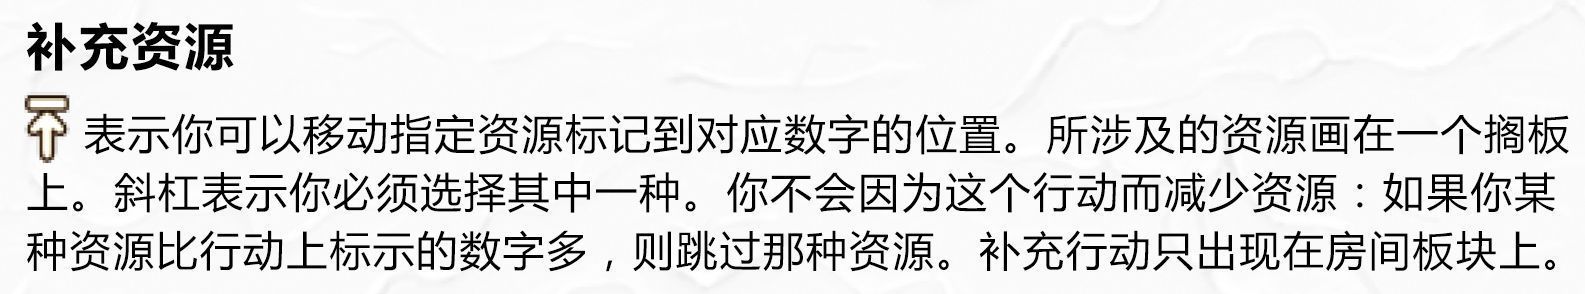 补充资源
表示你可以移动指定资源标记到对应数字的位置。所涉及的资源画在一个搁板
上。斜杠表示你必须选择其中一种。你不会因为这个行动而减少资源：如果你某
种资源比行动上标示的数字多，则跳过那种资源。补充行动只出现在房间板块上。